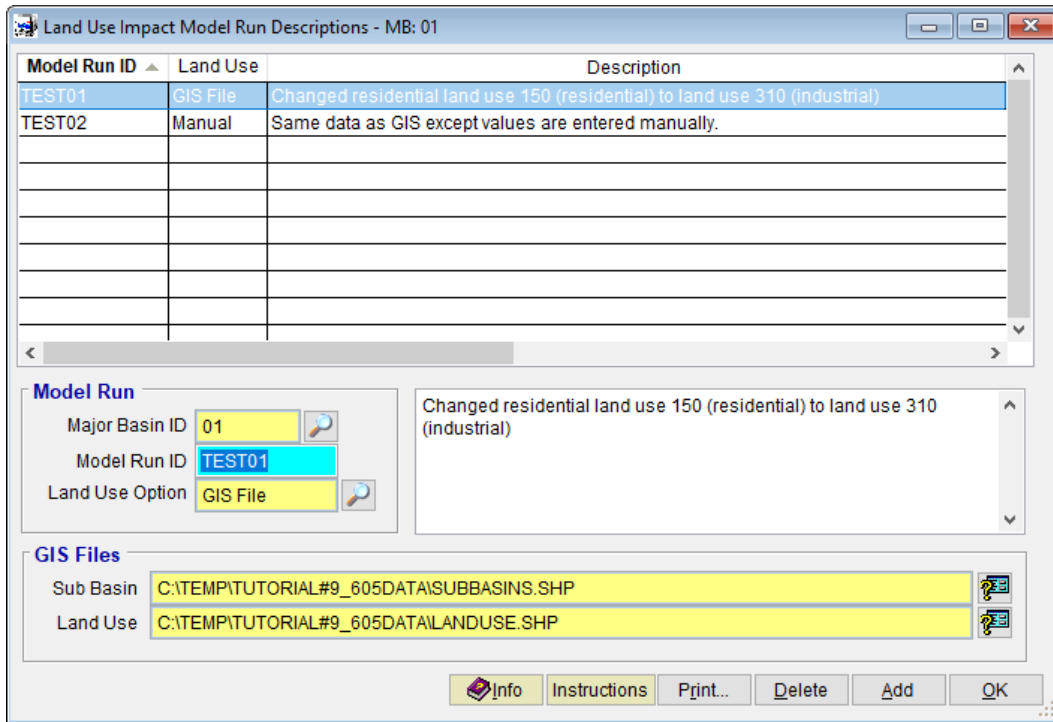 Land Use Impact Model Run Descriptions - MB: 01
Model Run ID Land Use Description
TEST01 GIS File Changed residential land use 150 (residential) to land use 310 (industrial)
TEST02 Manual Same data as GIS except values are entered manually.
Model Run
Major Basin ID 01
Model Run ID TEST01
Land Use Option GIS File
Changed residential land use 150 (residential) to land use 310
(industrial)
GIS Files
Sub Basin C:\TEMP\TUTORIAL#9_605DATA\SUBBASINS.SHP
Land Use C:\TEMP\TUTORIAL#9_605DATA\LANDUSE.SHP
Info Instructions Print... Delete Add OK